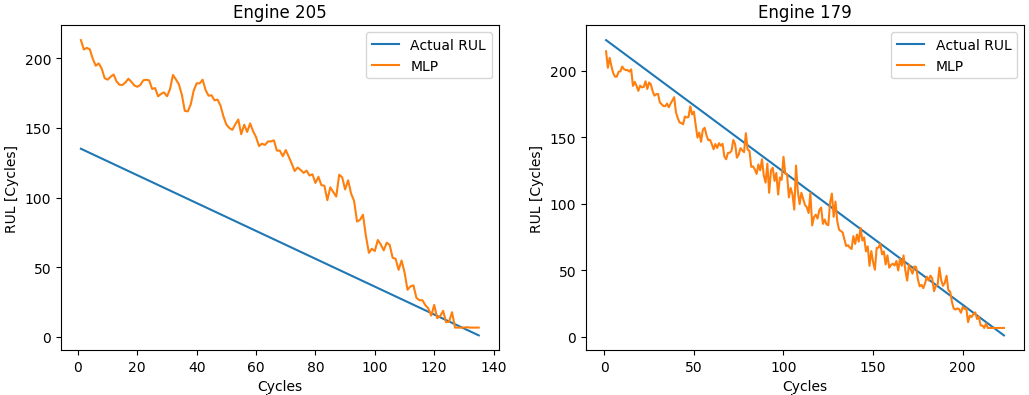 Engine 205
Actual RUL
MLP
RUL [Cycles]
200
150
100
50
0
0 20 40 60 80 100 120 140
Cycles
Engine 179
Actual RUL
MLP
RUL [Cycles]
200
150
100
50
0
0 50 100 150 200
Cycles